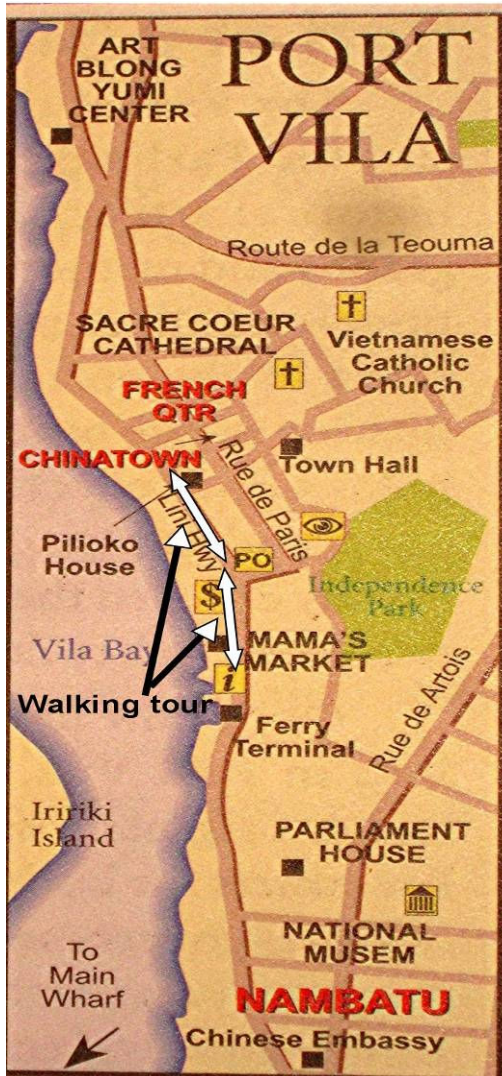 ART
BLONG
YUMI
CENTER
PORT
VILA
Route de la Teouma
SACRE COEUR
CATHEDRAL
Vietnamese
Catholic
Church
FRENCH
QTR
CHINATOWN
Rue de Paris
Town Hall
Lini Hwy
Pilioko
House
PO
$
Independence
Park
Vila Bay
MAMA'S
MARKET
i
Walking tour
Ferry
Terminal
Rue de Artois
Iririki
Island
PARLIAMENT
HOUSE
NATIONAL
MUSEM
To
Main
Wharf
NAMBATU
Chinese Embassy